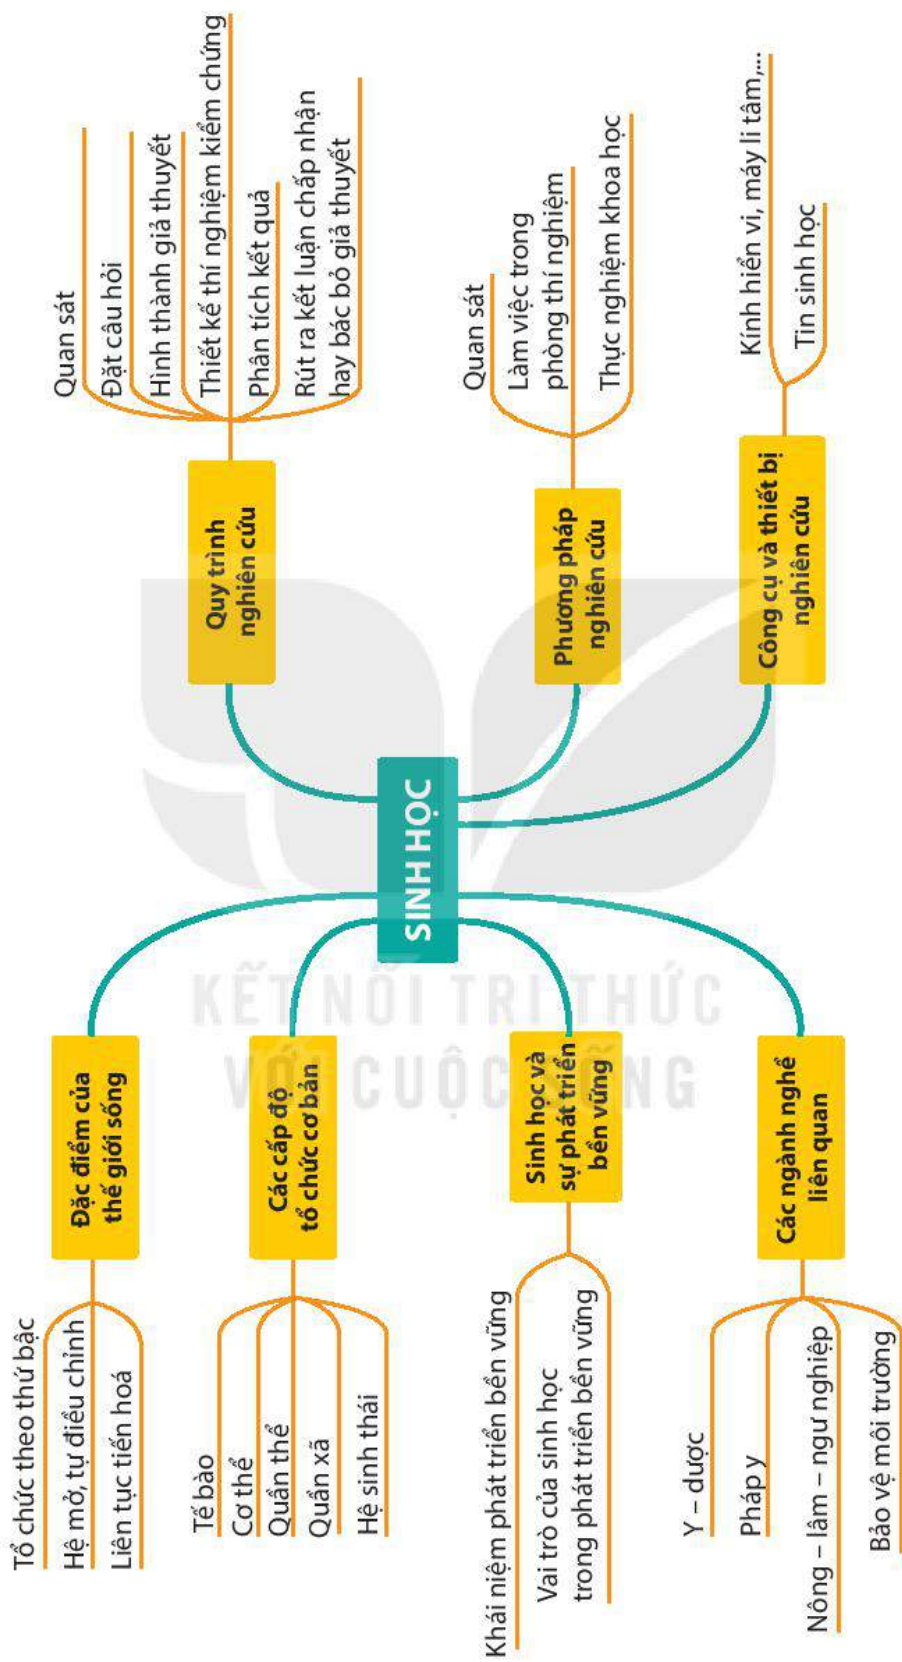 SINH HỌC
Đặc điểm của
thế giới sống
Tổ chức theo thứ bậc
Hệ mở, tự điều chỉnh
Liên tục tiến hoá
Các cấp độ
tổ chức cơ bản
Tế bào
Cơ thể
Quần thể
Quần xã
Hệ sinh thái
Sinh học và
sự phát triển
bền vững
Khái niệm phát triển bền vững
Vai trò của sinh học
trong phát triển bền vững
Các ngành nghề
liên quan
Y – dược
Pháp y
Nông – lâm – ngư nghiệp
Bảo vệ môi trường
Quy trình
nghiên cứu
Quan sát
Đặt câu hỏi
Hình thành giả thuyết
Thiết kế thí nghiệm kiểm chứng
Phân tích kết quả
Rút ra kết luận chấp nhận
hay bác bỏ giả thuyết
Phương pháp
nghiên cứu
Quan sát
Làm việc trong
phòng thí nghiệm
Thực nghiệm khoa học
Công cụ và thiết bị
nghiên cứu
Kính hiển vi, máy li tâm,...
Tin sinh học
KẾT NỐI TRI THỨC
VỚI CUỘC SỐNG